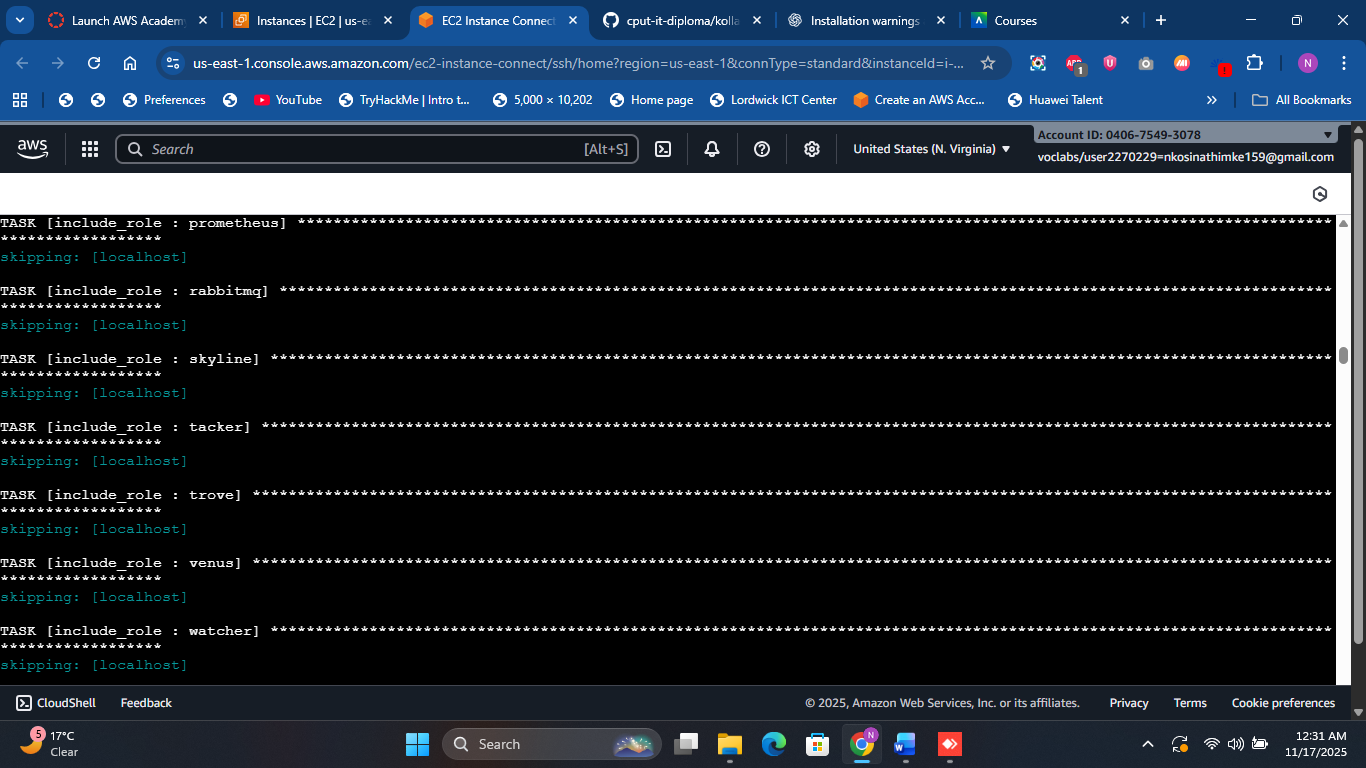 Launch AWS Academy
Instances | EC2 | us-ea
EC2 Instance Connect
cput-it-diploma/kolla
Installation warnings
Courses
us-east-1.console.aws.amazon.com/ec2-instance-connect/ssh/home?region=us-east-1&connType=standard&instanceId=i-...
1
N
Preferences
YouTube
TryHackMe | Intro t...
5,000 × 10,202
Home page
Lordwick ICT Center
Create an AWS Acc...
Huawei Talent
»
All Bookmarks
aws
Search
[Alt+S]
United States (N. Virginia)
Account ID: 0406-7549-3078
voclabs/user2270229=nkosinathimke159@gmail.com
TASK [include_role : prometheus] *******************************************************************************************************************
******************
skipping: [localhost]
TASK [include_role : rabbitmq] *********************************************************************************************************************
******************
skipping: [localhost]
TASK [include_role : skyline] **********************************************************************************************************************
******************
skipping: [localhost]
TASK [include_role : tacker] ***********************************************************************************************************************
******************
skipping: [localhost]
TASK [include_role : trove] ************************************************************************************************************************
******************
skipping: [localhost]
TASK [include_role : venus] ************************************************************************************************************************
******************
skipping: [localhost]
TASK [include_role : watcher] **********************************************************************************************************************
******************
skipping: [localhost]
CloudShell
Feedback
© 2025, Amazon Web Services, Inc. or its affiliates.
Privacy
Terms
Cookie preferences
5
17°C
Clear
Search
N
12:31 AM
11/17/2025